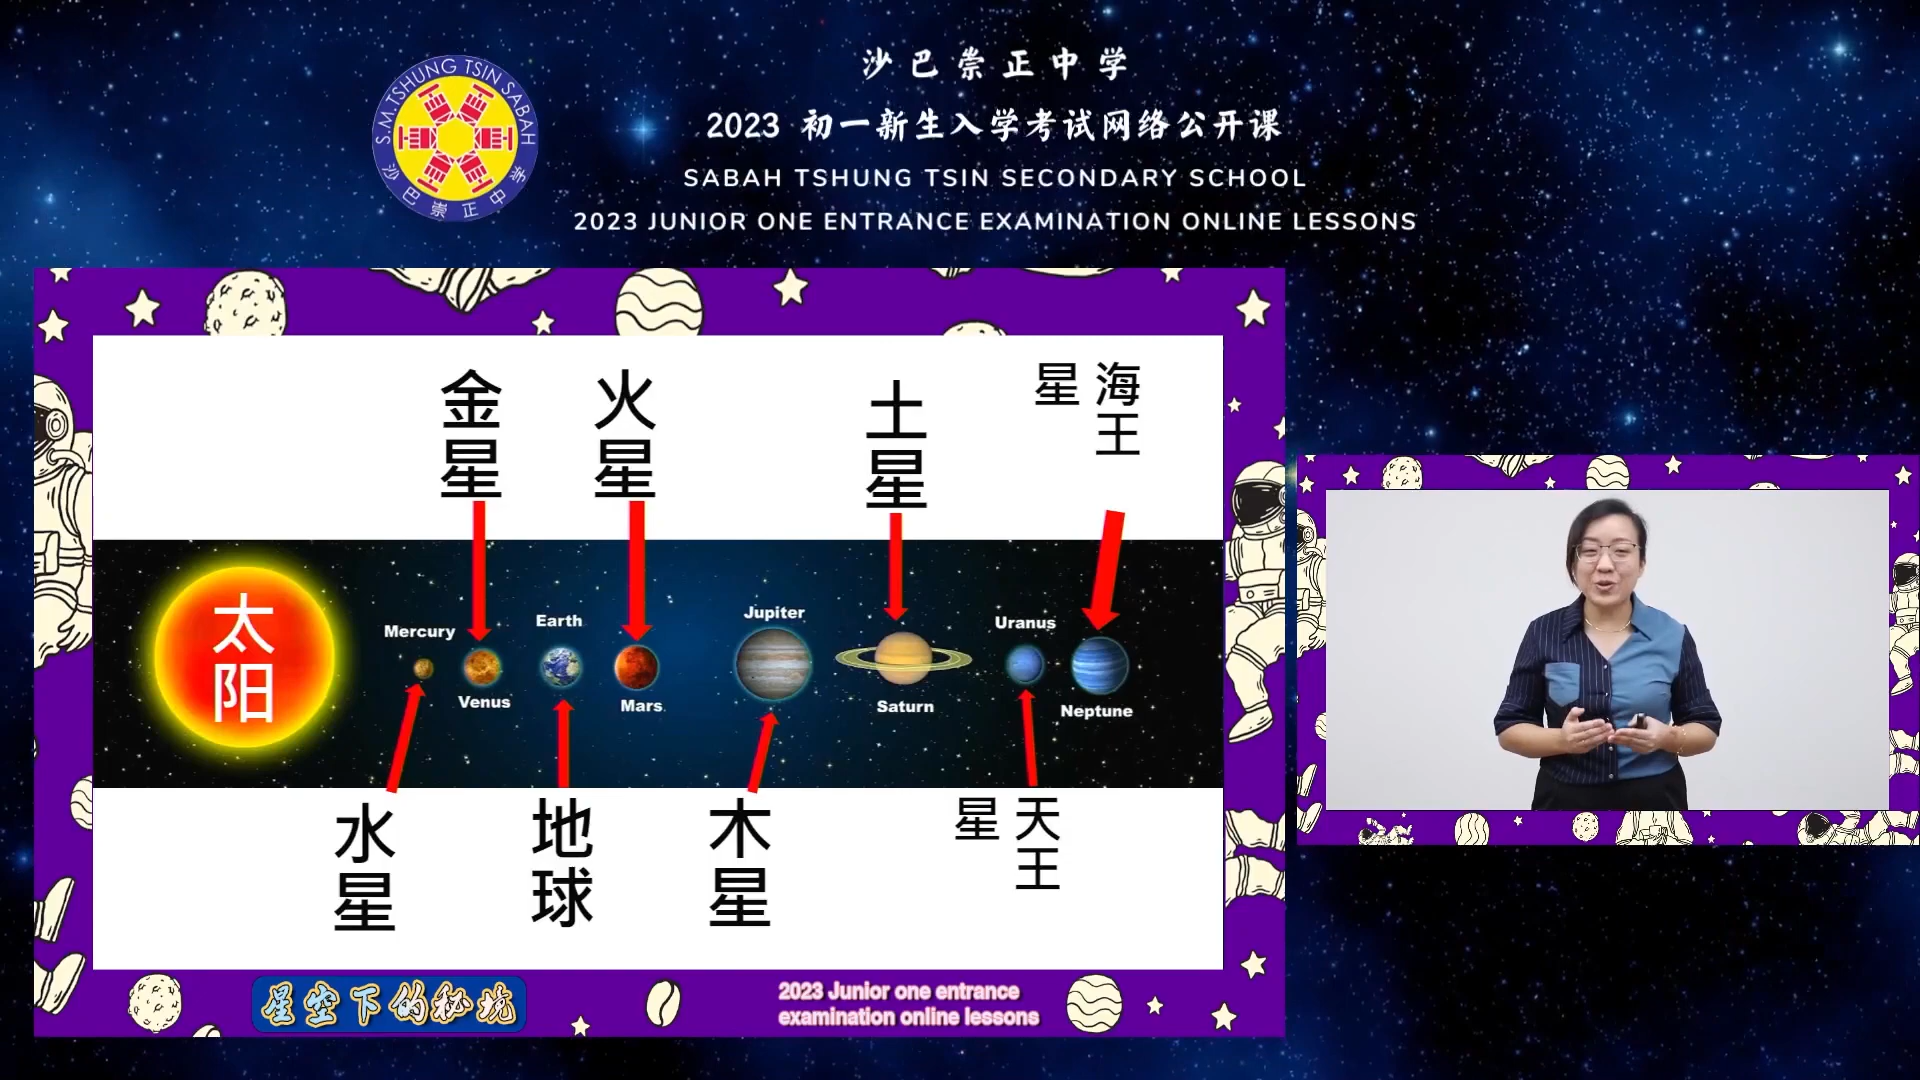 S.M.TSHUNG TSIN SABAH
沙巴崇正中学
沙巴崇正中学
2023 初一新生入学考试网络公开课
SABAH TSHUNG TSIN SECONDARY SCHOOL
2023 JUNIOR ONE ENTRANCE EXAMINATION ONLINE LESSONS
金星
火星
土星
海王星
太阳
Mercury
Venus
Earth
Mars
Jupiter
Saturn
Uranus
Neptune
水星
地球
木星
天王星
星空下的秘境
2023 Junior one entrance
examination online lessons